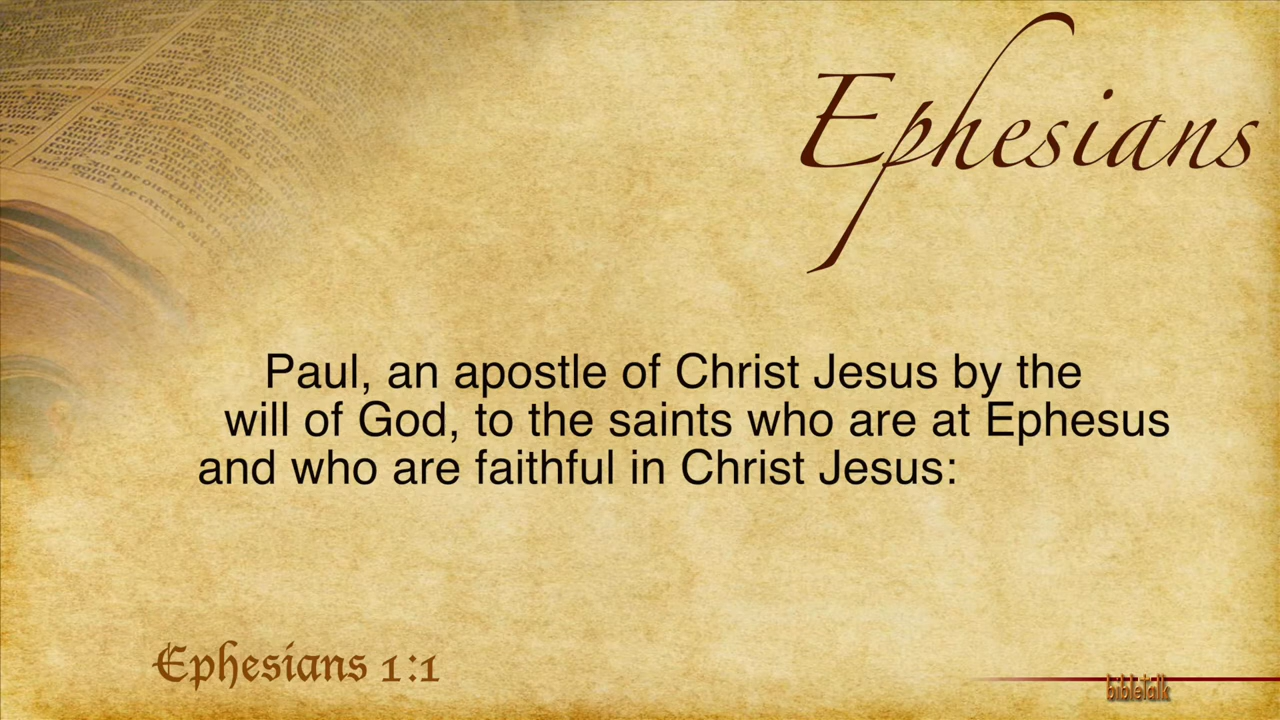 Ephesians
Paul, an apostle of Christ Jesus by the
will of God, to the saints who are at Ephesus
and who are faithful in Christ Jesus:
Ephesians 1:1
bibletalk